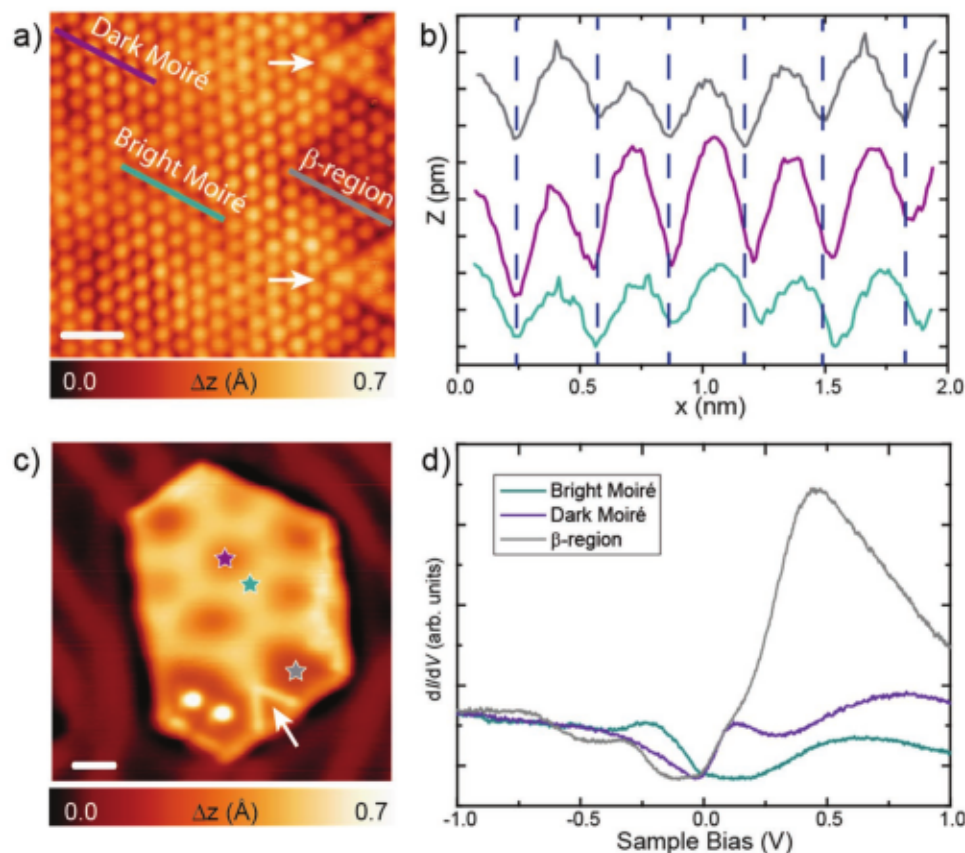 a)
Dark Moiré
Bright Moiré
β-region
0.0 Δz (Å) 0.7
b)
Z (pm)
0.0 0.5 1.0 1.5 2.0
x (nm)
c)
0.0 Δz (Å) 0.7
d)
Bright Moiré
Dark Moiré
β-region
dI/dV (arb. units)
-1.0 -0.5 0.0 0.5 1.0
Sample Bias (V)